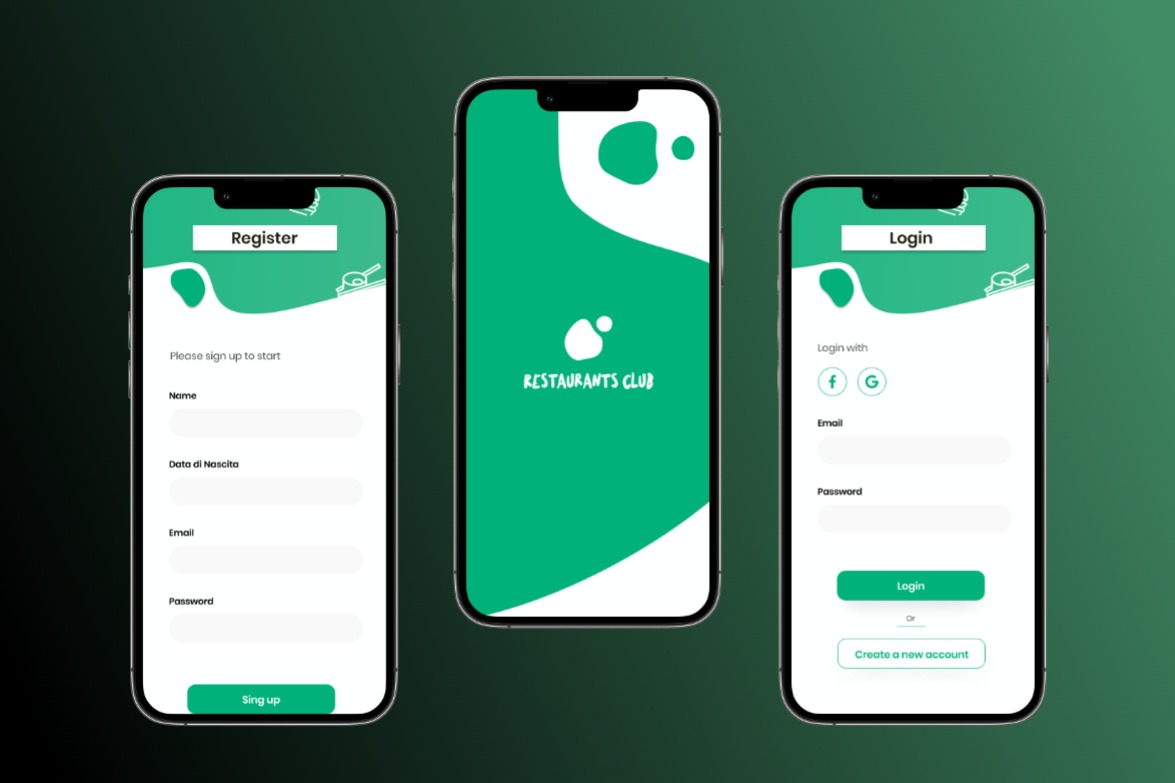 Register
Please sign up to start
Name
Data di Nascita
Email
Password
Sing up
RESTAURANTS CLUB
Login
Login with
f G
Email
Password
Login
Or
Create a new account